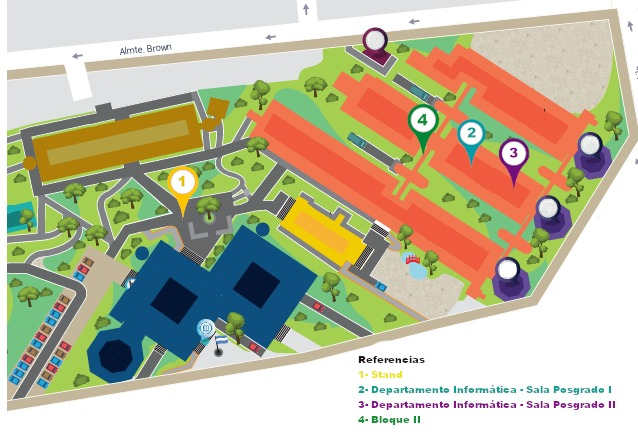 Almte. Brown
4
2
3
1
Referencias
1- Stand
2- Departamento Informática - Sala Posgrado I
3- Departamento Informática - Sala Posgrado II
4- Bloque II